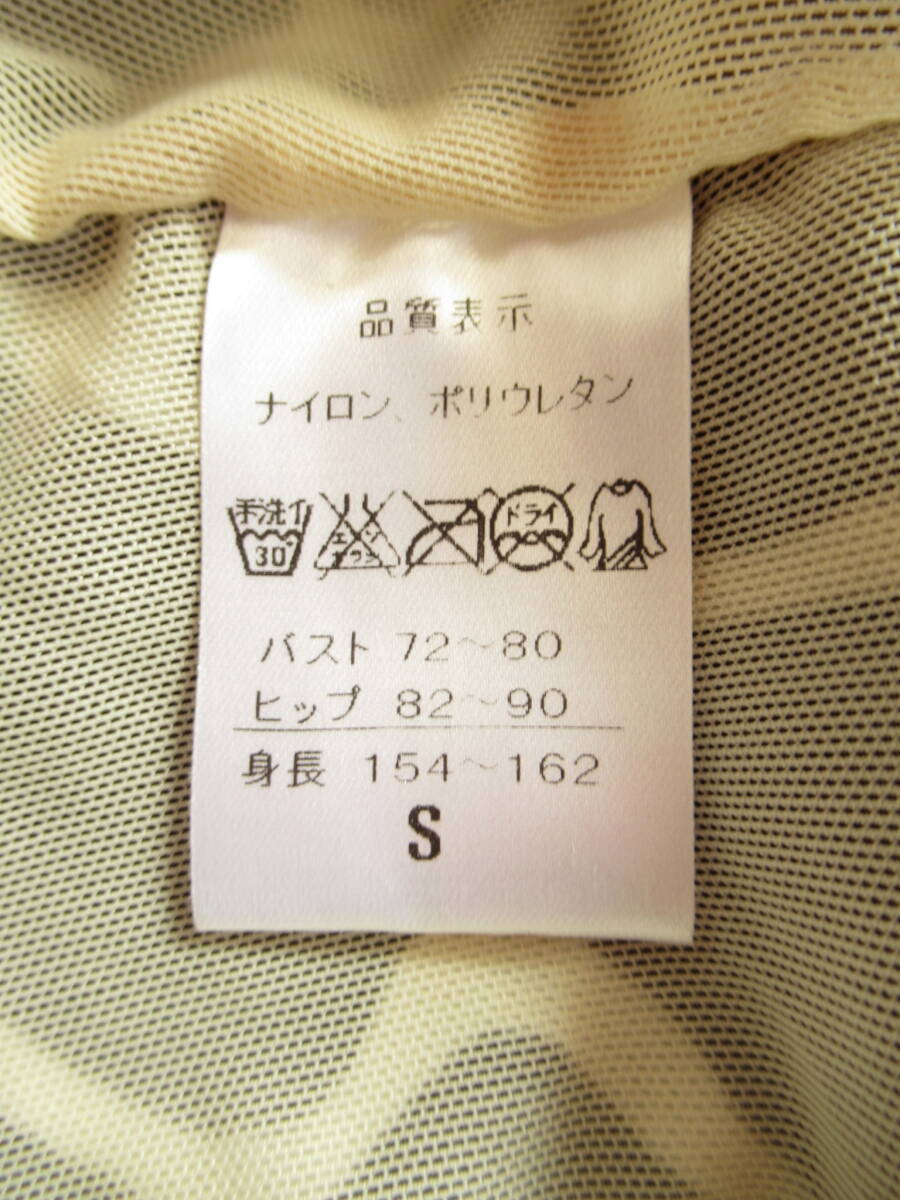 品質表示
ナイロン、ポリウレタン
手洗イ 30 エンソサラシ ドライ
バスト 72～80
ヒップ 82～90
身長 154～162
S